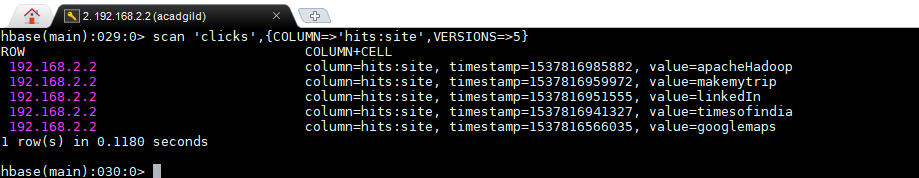 2. 192.168.2.2 (acadgild)
hbase(main):029:0> scan 'clicks',{COLUMN=>'hits:site',VERSIONS=>5}
ROW COLUMN+CELL
192.168.2.2 column=hits:site, timestamp=1537816985882, value=apacheHadoop
192.168.2.2 column=hits:site, timestamp=1537816959972, value=makemytrip
192.168.2.2 column=hits:site, timestamp=1537816951555, value=linkedIn
192.168.2.2 column=hits:site, timestamp=1537816941327, value=timesofindia
192.168.2.2 column=hits:site, timestamp=1537816566035, value=googlemaps
1 row(s) in 0.1180 seconds
hbase(main):030:0>